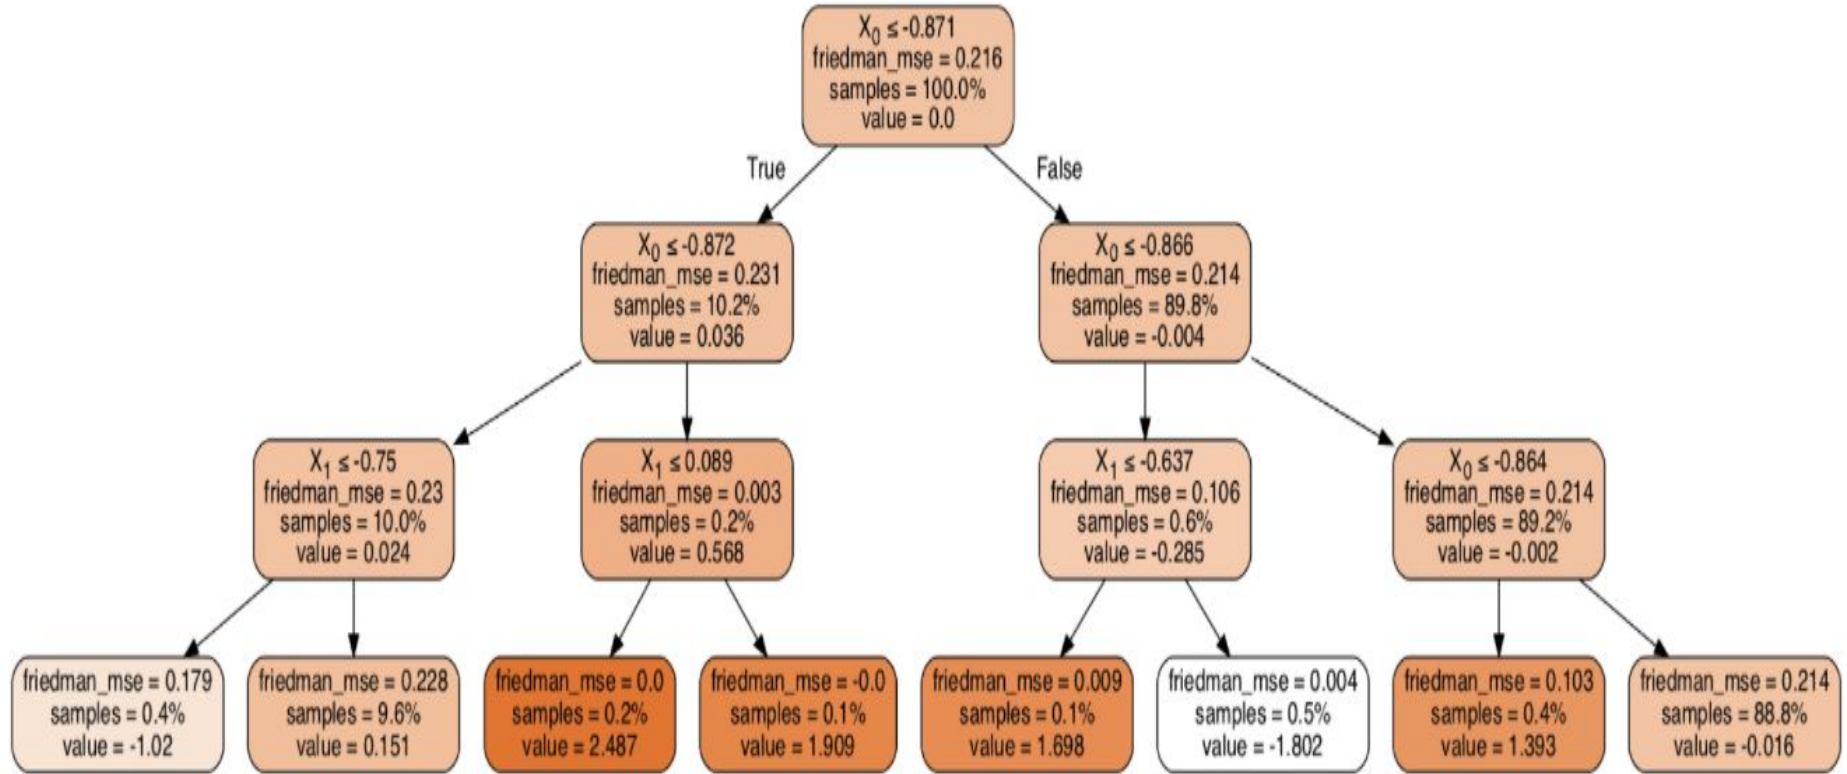 X0 ≤ -0.871
friedman_mse = 0.216
samples = 100.0%
value = 0.0
True
False
X0 ≤ -0.872
friedman_mse = 0.231
samples = 10.2%
value = 0.036
X0 ≤ -0.866
friedman_mse = 0.214
samples = 89.8%
value = -0.004
X1 ≤ -0.75
friedman_mse = 0.23
samples = 10.0%
value = 0.024
X1 ≤ 0.089
friedman_mse = 0.003
samples = 0.2%
value = 0.568
X1 ≤ -0.637
friedman_mse = 0.106
samples = 0.6%
value = -0.285
X0 ≤ -0.864
friedman_mse = 0.214
samples = 89.2%
value = -0.002
friedman_mse = 0.179
samples = 0.4%
value = -1.02
friedman_mse = 0.228
samples = 9.6%
value = 0.151
friedman_mse = 0.0
samples = 0.2%
value = 2.487
friedman_mse = -0.0
samples = 0.1%
value = 1.909
friedman_mse = 0.009
samples = 0.1%
value = 1.698
friedman_mse = 0.004
samples = 0.5%
value = -1.802
friedman_mse = 0.103
samples = 0.4%
value = 1.393
friedman_mse = 0.214
samples = 88.8%
value = -0.016